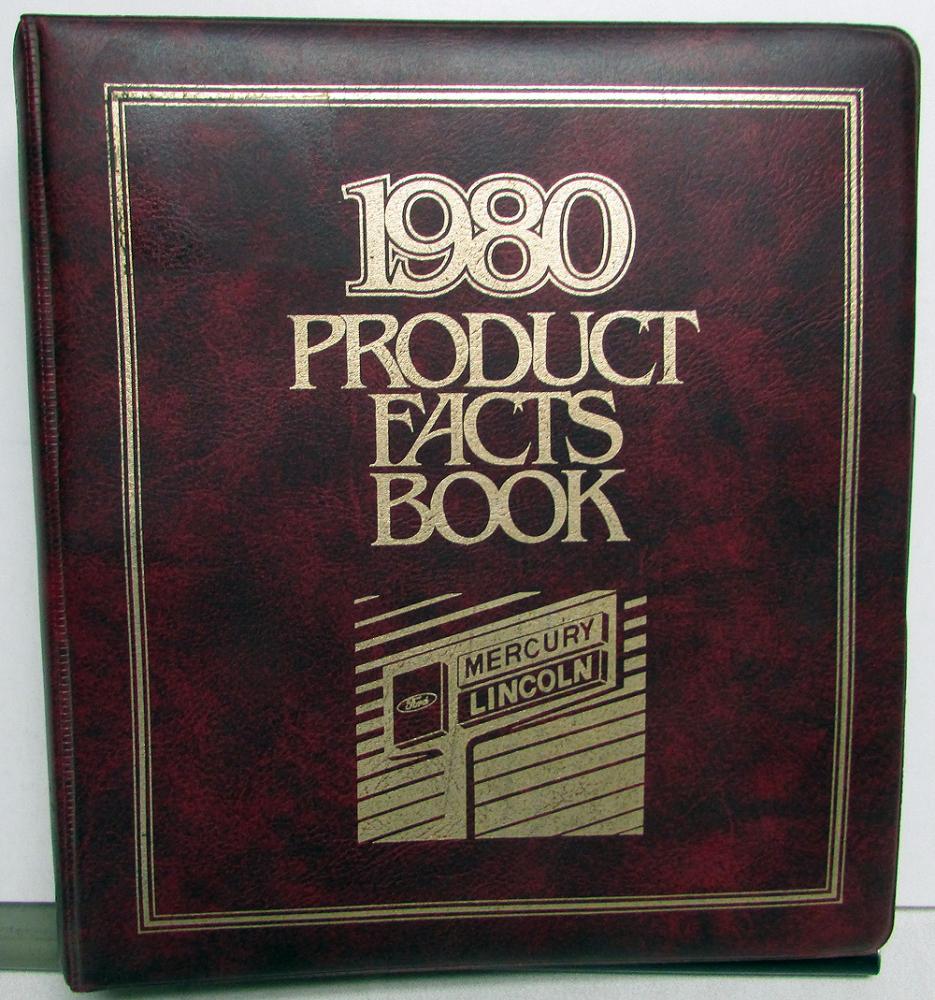 1980
PRODUCT
FACTS
BOOK
MERCURY
LINCOLN
Ford